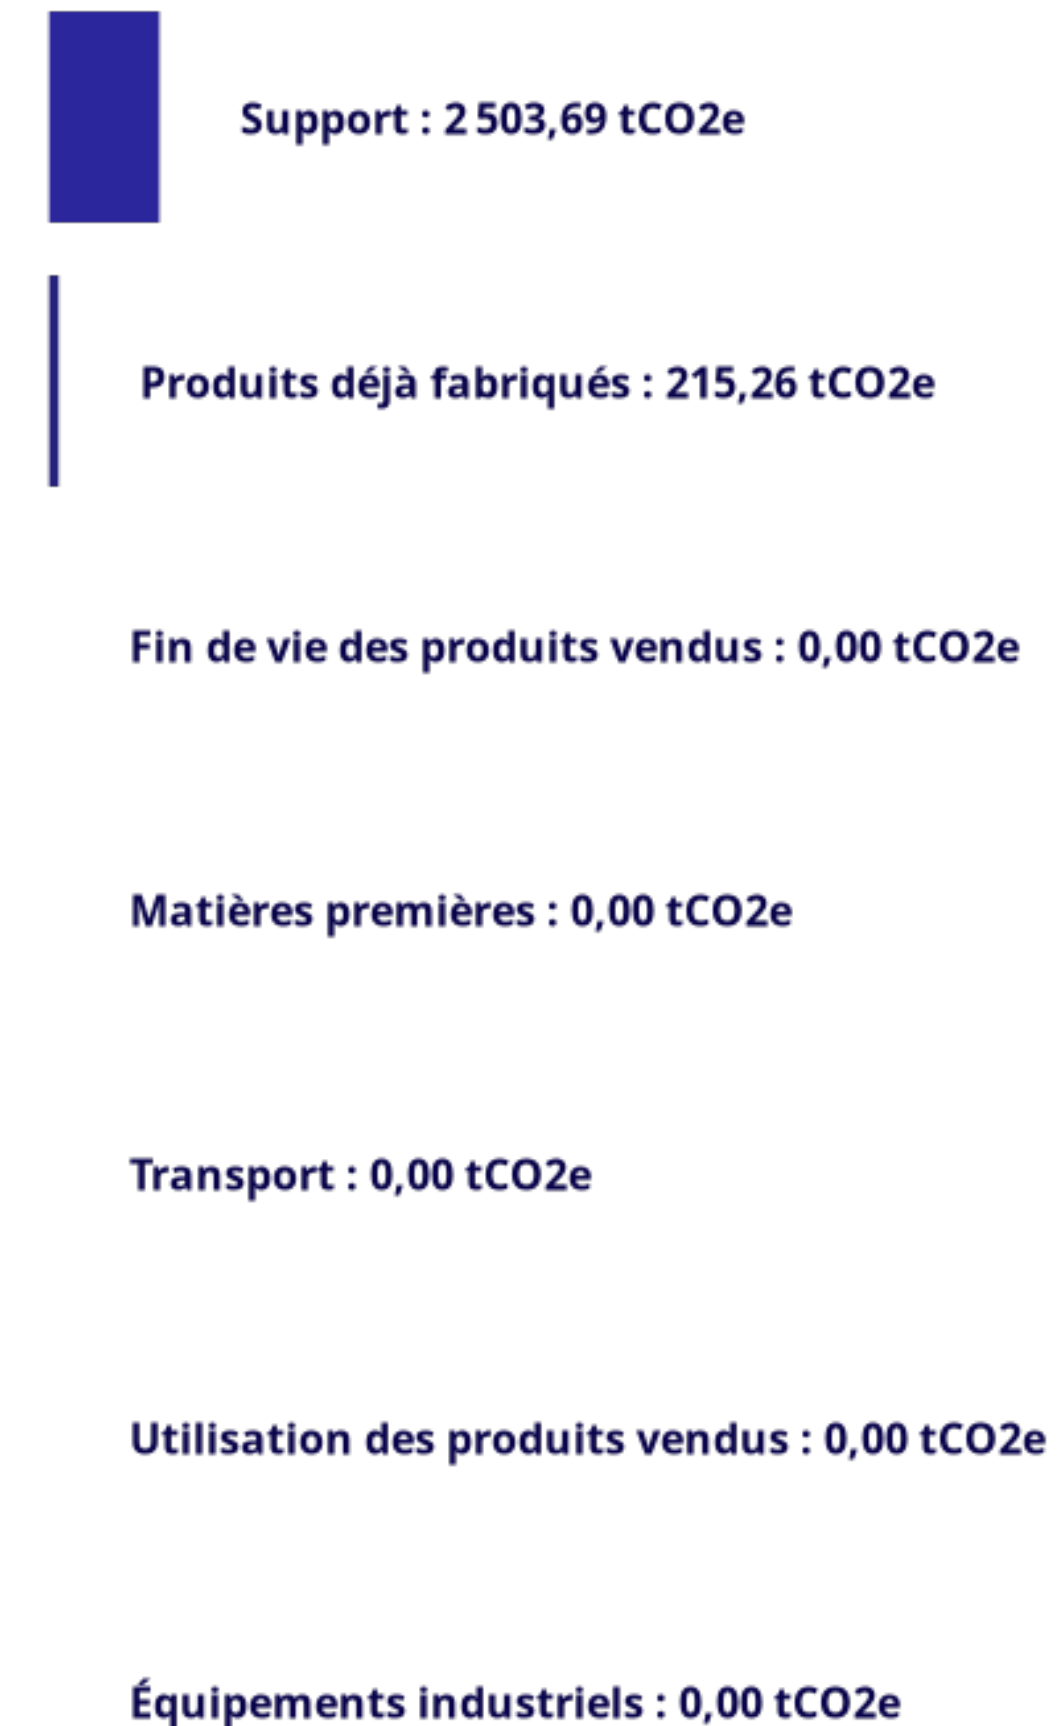 Support : 2 503,69 tCO2e
Produits déjà fabriqués : 215,26 tCO2e
Fin de vie des produits vendus : 0,00 tCO2e
Matières premières : 0,00 tCO2e
Transport : 0,00 tCO2e
Utilisation des produits vendus : 0,00 tCO2e
Équipements industriels : 0,00 tCO2e